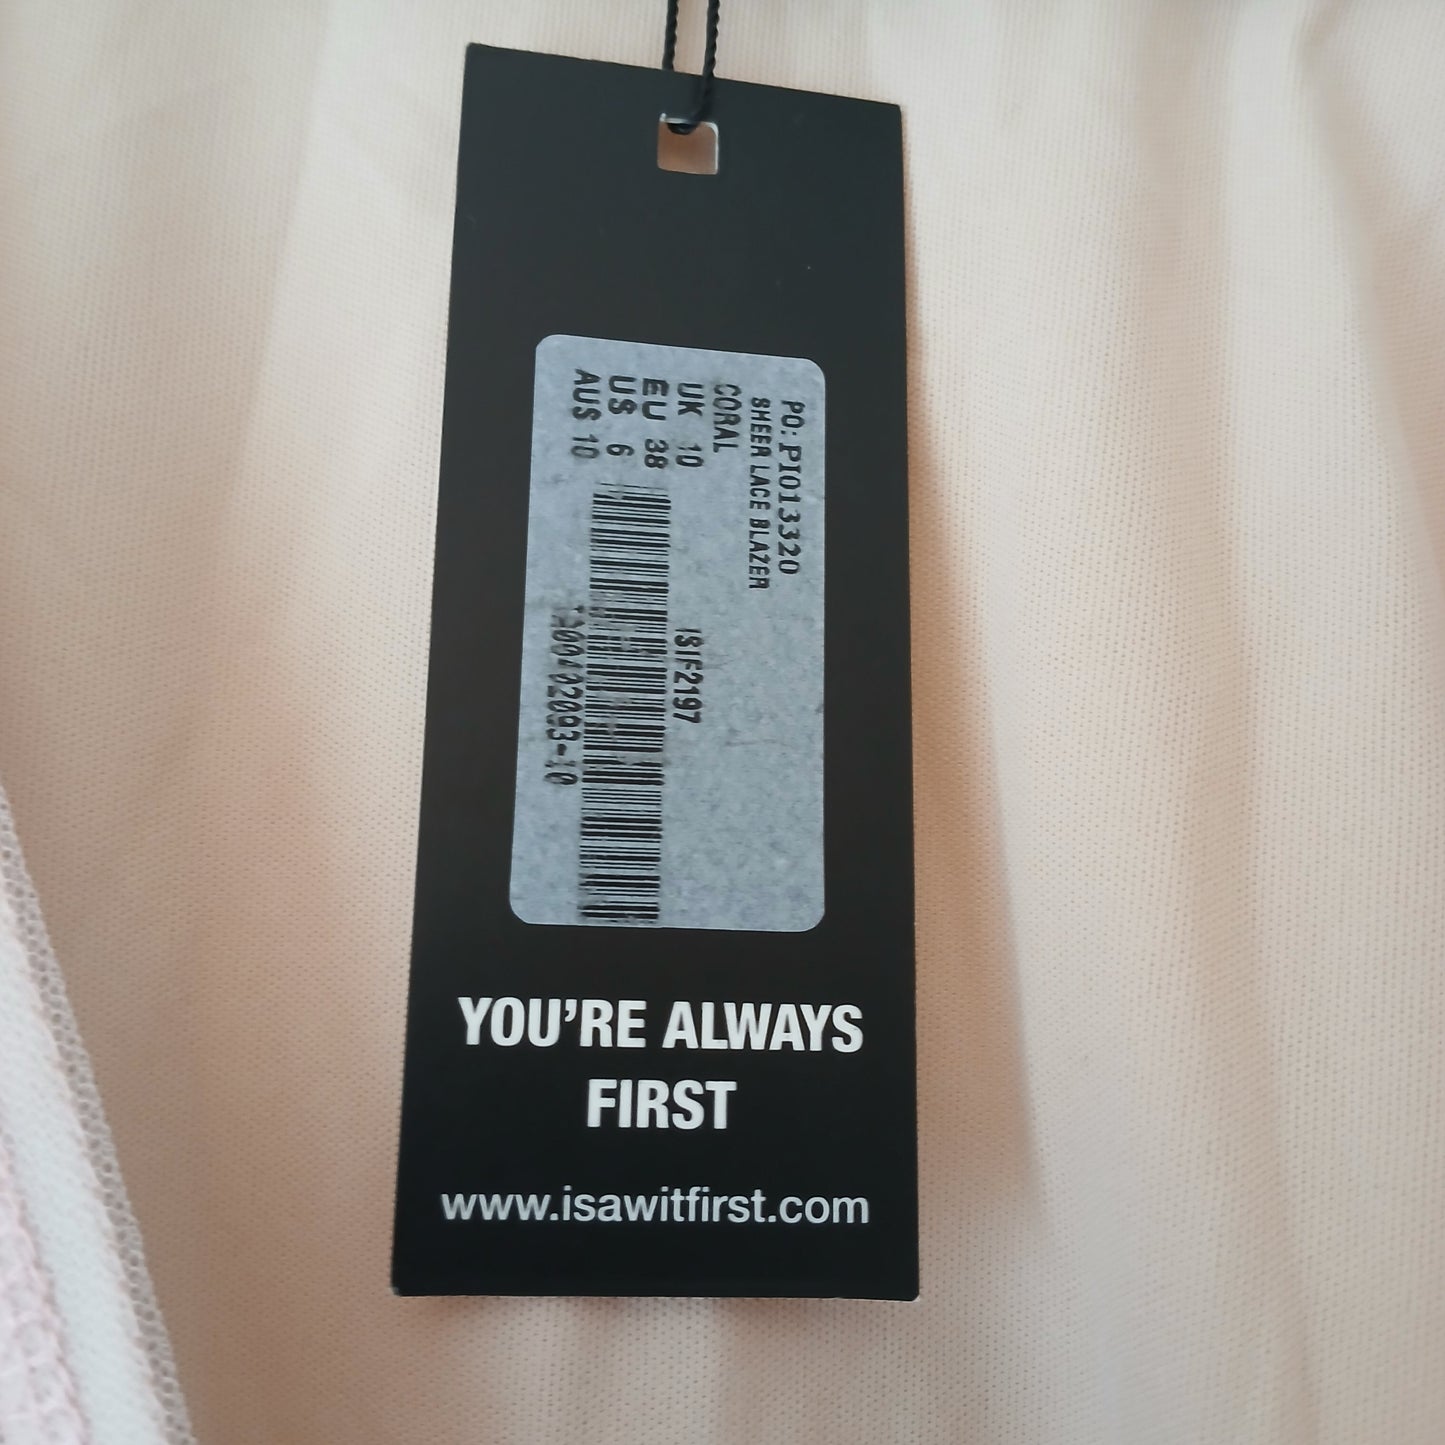 PO: PI013320
SHEER LACE BLAZER
CORAL
UK 10
EU 38
US 6
AUS 10
ISIF2197
YOU'RE ALWAYS
FIRST
www.isawitfirst.com